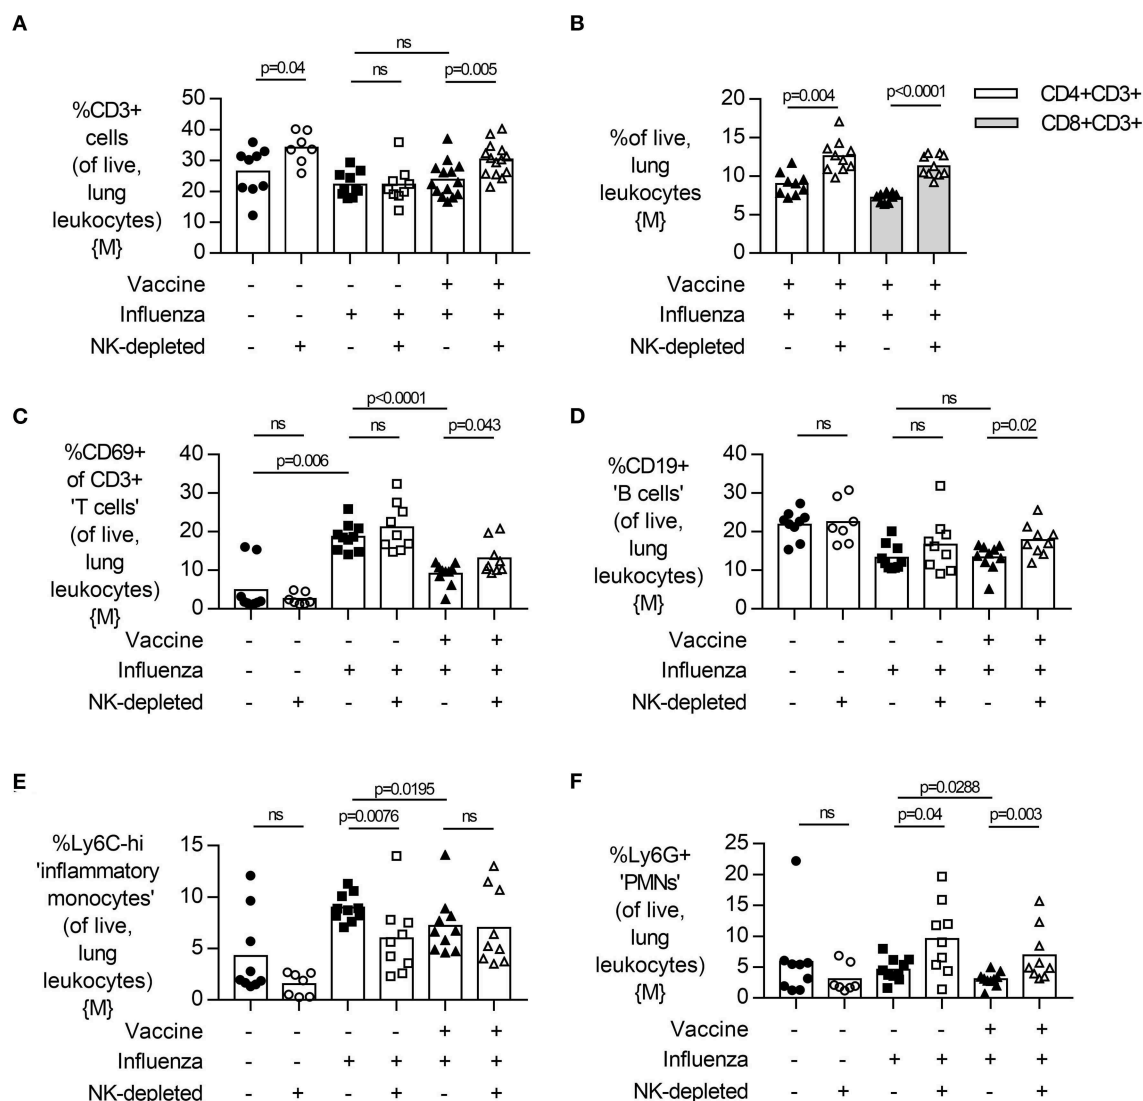 A
ns
p=0.04
ns
p=0.005
%CD3+
cells
(of live,
lung
leukocytes)
{M}
50
40
30
20
10
0
Vaccine - - - - + +
Influenza - - + + + +
NK-depleted - + - + - +
B
CD4+CD3+
CD8+CD3+
p=0.004
p<0.0001
%of live,
lung
leukocytes
{M}
20
15
10
5
0
Vaccine + + + +
Influenza + + + +
NK-depleted - + - +
C
p<0.0001
ns
ns
p=0.043
p=0.006
%CD69+
of CD3+
'T cells'
(of live,
lung
leukocytes)
{M}
40
30
20
10
0
Vaccine - - - - + +
Influenza - - + + + +
NK-depleted - + - + - +
D
ns
ns
ns
p=0.02
%CD19+
'B cells'
(of live,
lung
leukocytes)
{M}
40
30
20
10
0
Vaccine - - - - + +
Influenza - - + + + +
NK-depleted - + - + - +
E
p=0.0195
ns
p=0.0076
ns
%Ly6C-hi
'inflammatory
monocytes'
(of live,
lung
leukocytes)
{M}
15
10
5
0
Vaccine - - - - + +
Influenza - - + + + +
NK-depleted - + - + - +
F
p=0.0288
ns
p=0.04
p=0.003
%Ly6G+
'PMNs'
(of live,
lung
leukocytes)
{M}
25
20
15
10
5
0
Vaccine - - - - + +
Influenza - - + + + +
NK-depleted - + - + - +